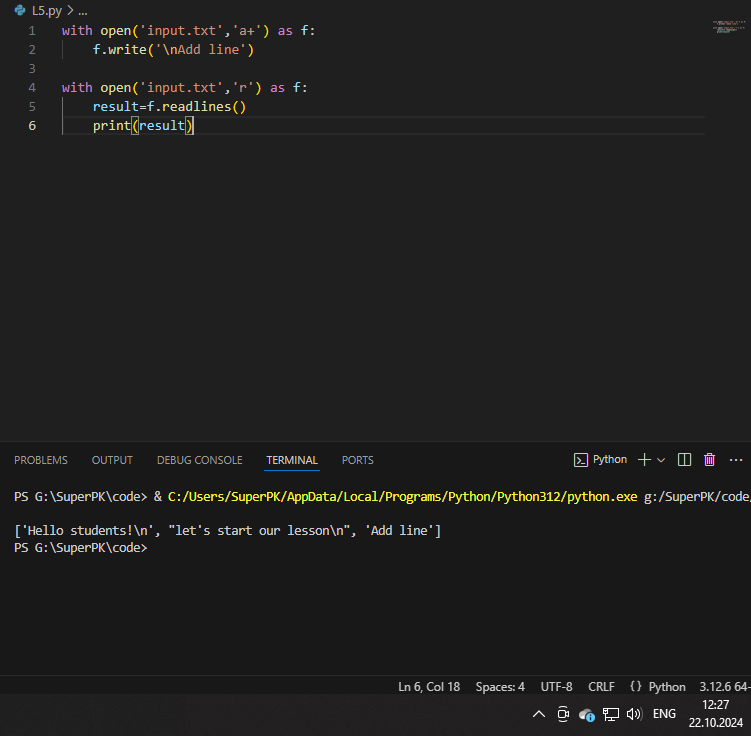 L5.py > ...
1 with open('input.txt','a+') as f:
2 f.write('\nAdd line')
3
4 with open('input.txt','r') as f:
5 result=f.readlines()
6 print(result)
PROBLEMS OUTPUT DEBUG CONSOLE TERMINAL PORTS Python
PS G:\SuperPK\code> & C:/Users/SuperPK/AppData/Local/Programs/Python/Python312/python.exe g:/SuperPK/code/
['Hello students!\n', "let's start our lesson\n", 'Add line']
PS G:\SuperPK\code>
Ln 6, Col 18 Spaces: 4 UTF-8 CRLF {} Python 3.12.6 64-
ENG 12:27
22.10.2024